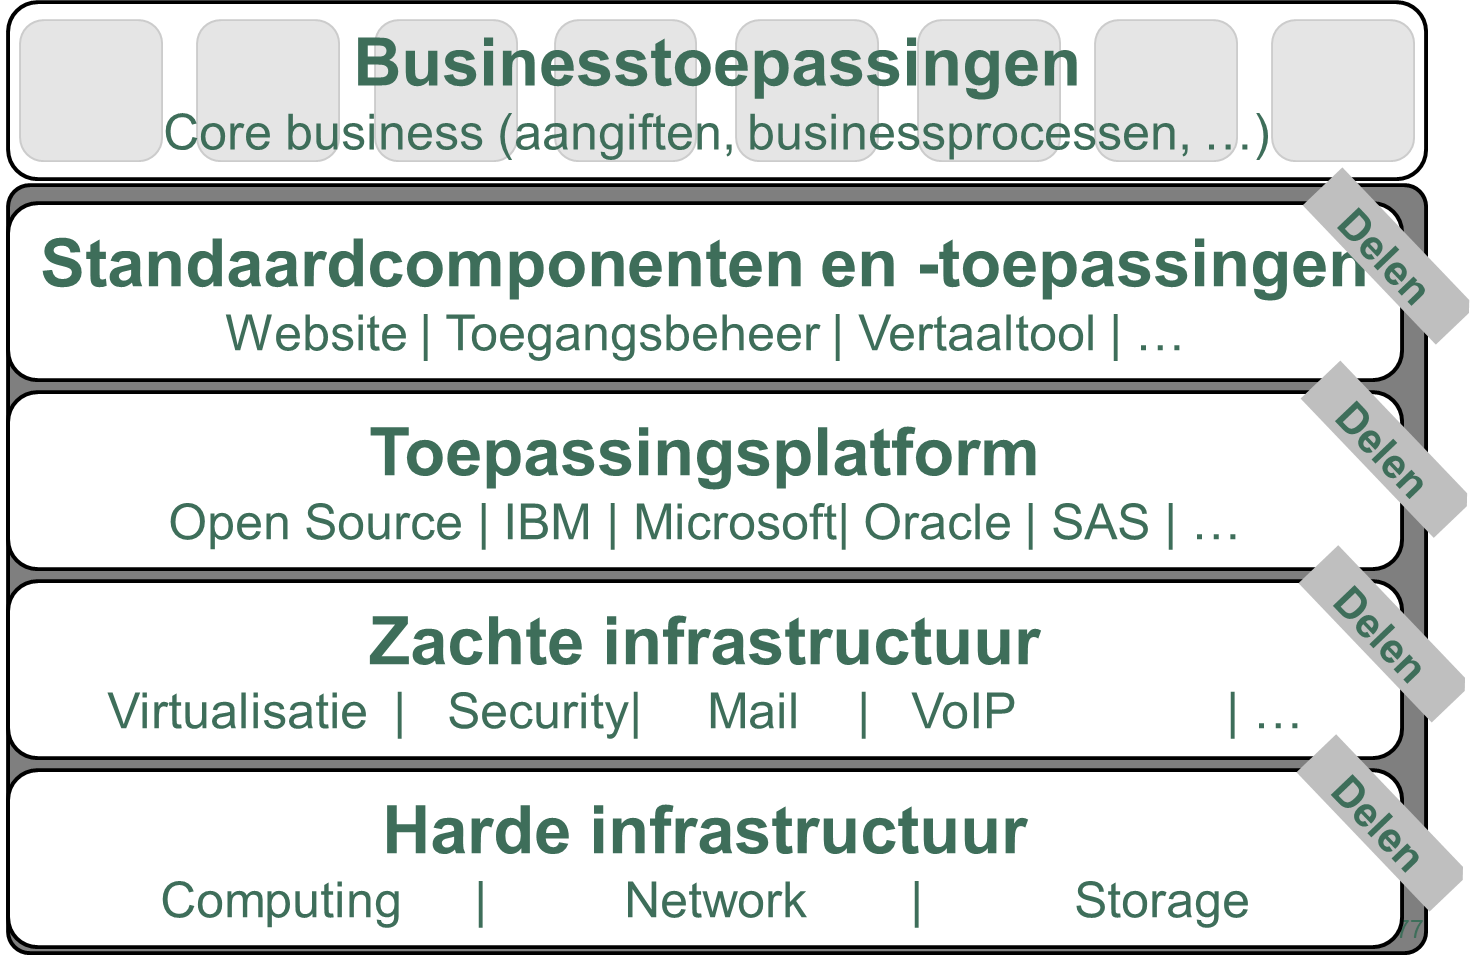 Businesstoepassingen
Core business (aangiften, businessprocessen, …)
Standaardcomponenten en -toepassingen
Delen
Website | Toegangsbeheer | Vertaaltool | …
Toepassingsplatform
Delen
Open Source | IBM | Microsoft| Oracle | SAS | …
Zachte infrastructuur
Delen
Virtualisatie | Security| Mail | VoIP | …
Harde infrastructuur
Delen
Computing | Network | Storage
77